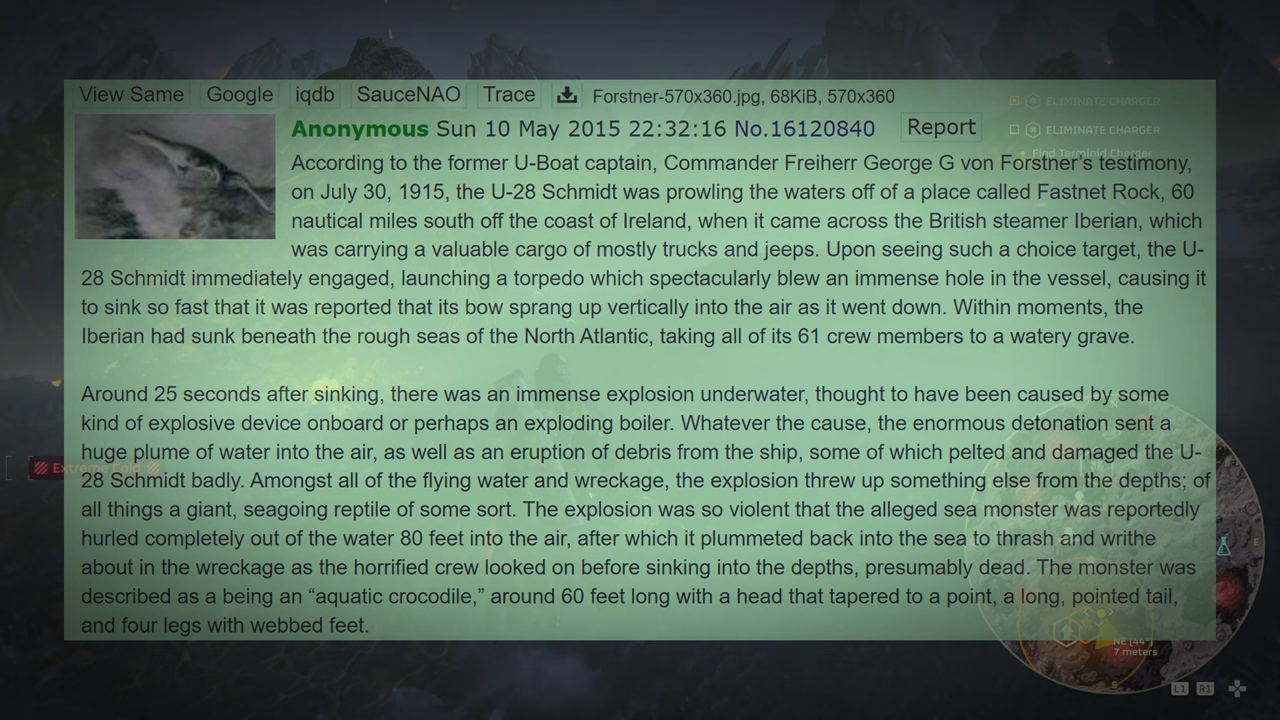 View Same Google iqdb SauceNAO Trace Forstner-570x360.jpg, 68KiB, 570x360
Anonymous Sun 10 May 2015 22:32:16 No.16120840 Report
According to the former U-Boat captain, Commander Freiherr George G von Forstner's testimony,
on July 30, 1915, the U-28 Schmidt was prowling the waters off of a place called Fastnet Rock, 60
nautical miles south off the coast of Ireland, when it came across the British steamer Iberian, which
was carrying a valuable cargo of mostly trucks and jeeps. Upon seeing such a choice target, the U-
28 Schmidt immediately engaged, launching a torpedo which spectacularly blew an immense hole in the vessel, causing it
to sink so fast that it was reported that its bow sprang up vertically into the air as it went down. Within moments, the
Iberian had sunk beneath the rough seas of the North Atlantic, taking all of its 61 crew members to a watery grave.
Around 25 seconds after sinking, there was an immense explosion underwater, thought to have been caused by some
kind of explosive device onboard or perhaps an exploding boiler. Whatever the cause, the enormous detonation sent a
huge plume of water into the air, as well as an eruption of debris from the ship, some of which pelted and damaged the U-
28 Schmidt badly. Amongst all of the flying water and wreckage, the explosion threw up something else from the depths; of
all things a giant, seagoing reptile of some sort. The explosion was so violent that the alleged sea monster was reportedly
hurled completely out of the water 80 feet into the air, after which it plummeted back into the sea to thrash and writhe
about in the wreckage as the horrified crew looked on before sinking into the depths, presumably dead. The monster was
described as a being an “aquatic crocodile,” around 60 feet long with a head that tapered to a point, a long, pointed tail,
and four legs with webbed feet.
ELIMINATE CHARGER
ELIMINATE CHARGER
Find Terminid Charger
Extreme Cold
E
NE (44°)
7 meters
S
L1 R1